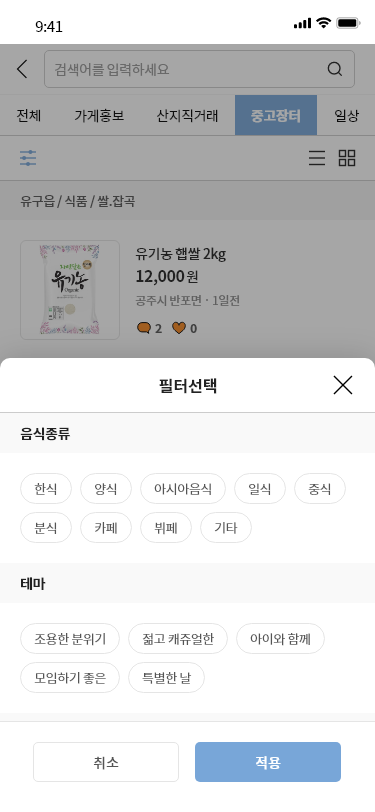 9:41
검색어를 입력하세요
전체 가게홍보 산지직거래 중고장터 일상
유구읍 / 식품 / 쌀.잡곡
유기농
Organic
유기농 햅쌀 2kg
12,000 원
공주시 반포면 · 1일전
2 0
필터선택
음식종류
한식 양식 아시아음식 일식 중식
분식 카페 뷔페 기타
테마
조용한 분위기 젊고 캐쥬얼한 아이와 함께
모임하기 좋은 특별한 날
취소 적용